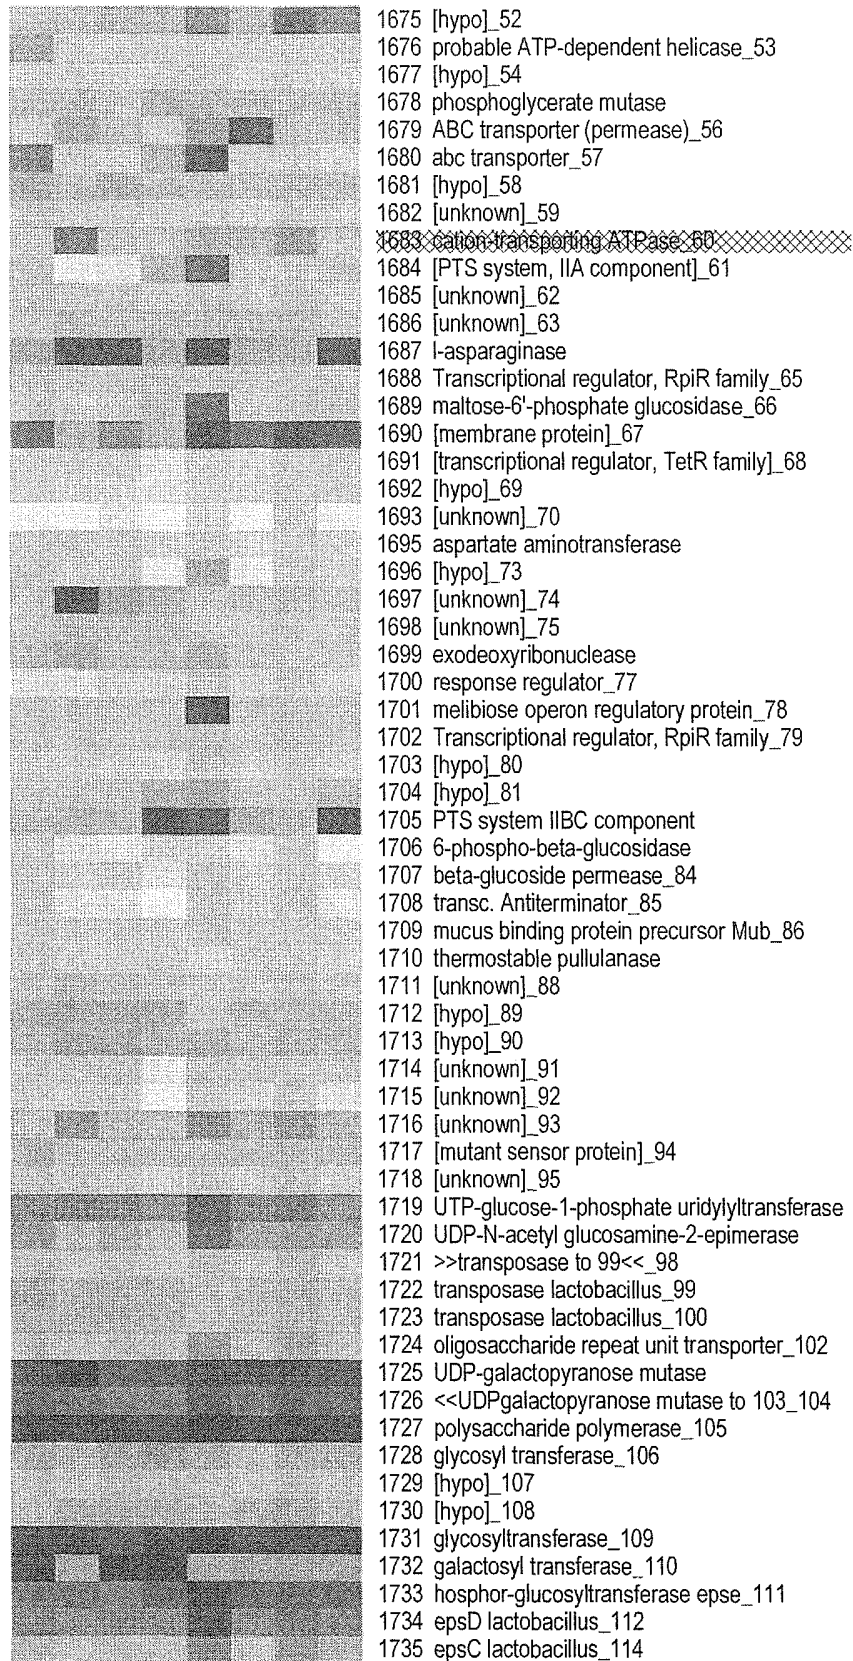 1675 [hypo]_52
1676 probable ATP-dependent helicase_53
1677 [hypo]_54
1678 phosphoglycerate mutase
1679 ABC transporter (permease)_56
1680 abc transporter_57
1681 [hypo]_58
1682 [unknown]_59
1683 cation-transporting ATPase_60
1684 [PTS system, IIA component]_61
1685 [unknown]_62
1686 [unknown]_63
1687 l-asparaginase
1688 Transcriptional regulator, RpiR family_65
1689 maltose-6'-phosphate glucosidase_66
1690 [membrane protein]_67
1691 [transcriptional regulator, TetR family]_68
1692 [hypo]_69
1693 [unknown]_70
1695 aspartate aminotransferase
1696 [hypo]_73
1697 [unknown]_74
1698 [unknown]_75
1699 exodeoxyribonuclease
1700 response regulator_77
1701 melibiose operon regulatory protein_78
1702 Transcriptional regulator, RpiR family_79
1703 [hypo]_80
1704 [hypo]_81
1705 PTS system IIBC component
1706 6-phospho-beta-glucosidase
1707 beta-glucoside permease_84
1708 transc. Antiterminator_85
1709 mucus binding protein precursor Mub_86
1710 thermostable pullulanase
1711 [unknown]_88
1712 [hypo]_89
1713 [hypo]_90
1714 [unknown]_91
1715 [unknown]_92
1716 [unknown]_93
1717 [mutant sensor protein]_94
1718 [unknown]_95
1719 UTP-glucose-1-phosphate uridylyltransferase
1720 UDP-N-acetyl glucosamine-2-epimerase
1721 >>transposase to 99<<_98
1722 transposase lactobacillus_99
1723 transposase lactobacillus_100
1724 oligosaccharide repeat unit transporter_102
1725 UDP-galactopyranose mutase
1726 <<UDPgalactopyranose mutase to 103_104
1727 polysaccharide polymerase_105
1728 glycosyl transferase_106
1729 [hypo]_107
1730 [hypo]_108
1731 glycosyltransferase_109
1732 galactosyl transferase_110
1733 hosphor-glucosyltransferase epse_111
1734 epsD lactobacillus_112
1735 epsC lactobacillus_114